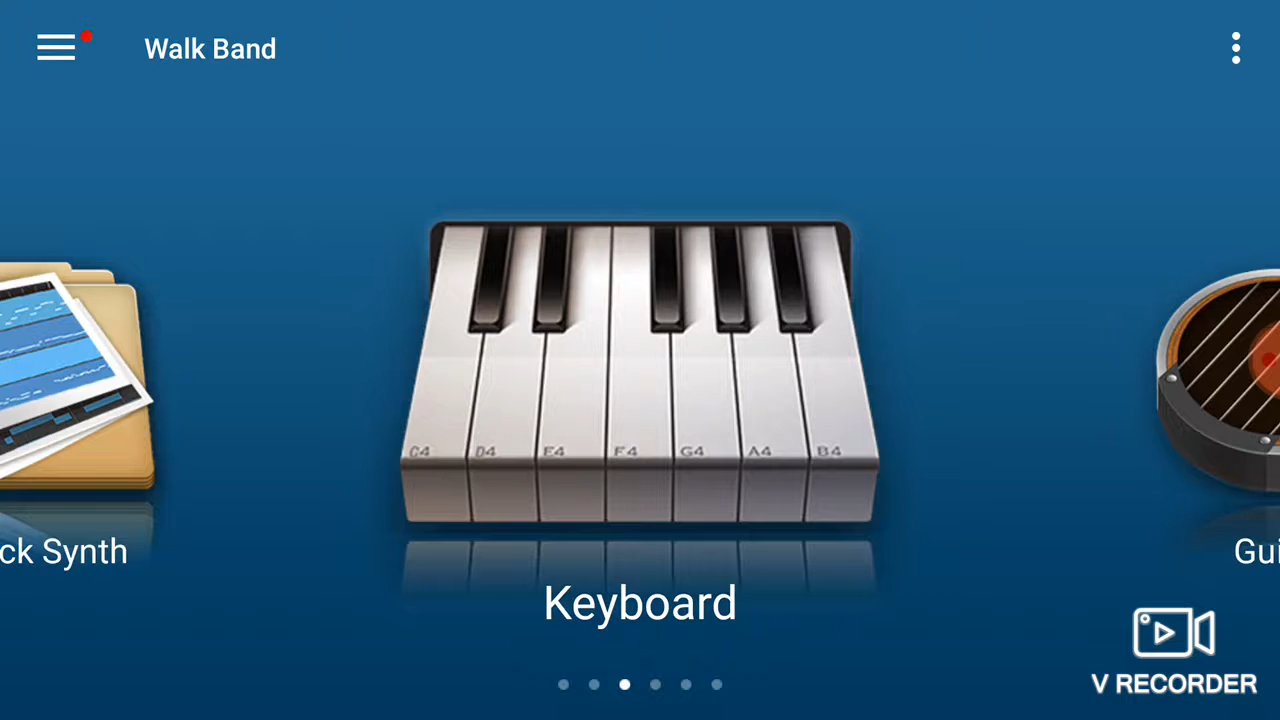 Walk Band
C4 D4 E4 F4 G4 A4 B4
ck Synth
Gui
Keyboard
V RECORDER